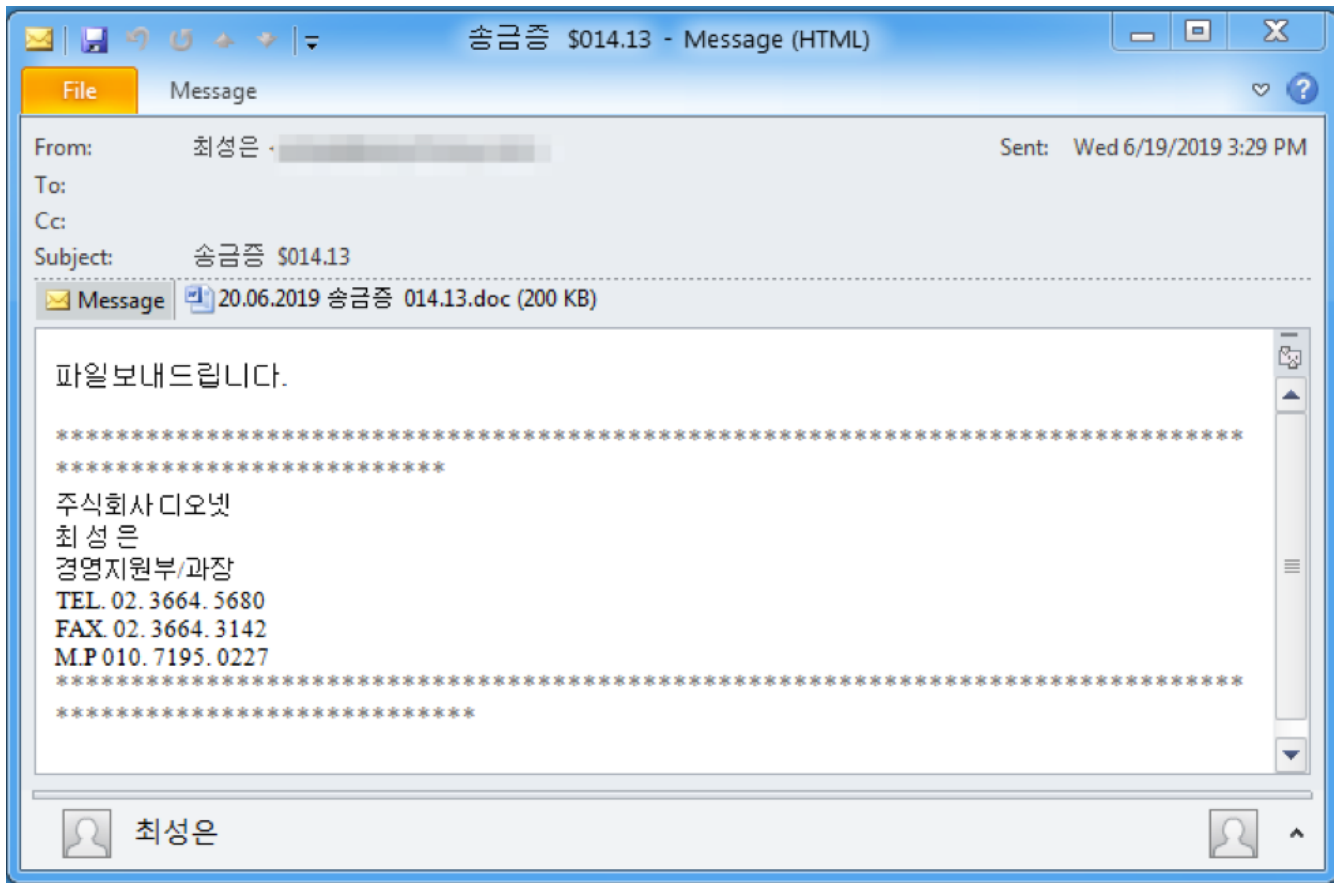 송금증 $014.13 - Message (HTML)
File Message
From: 최성은
Sent: Wed 6/19/2019 3:29 PM
To:
Cc:
Subject: 송금증 $014.13
Message 20.06.2019 송금증 014.13.doc (200 KB)
파일보내드립니다.
*******************************************************************************
**************************
주식회사 디오넷
최 성 은
경영지원부/과장
TEL. 02. 3664. 5680
FAX. 02. 3664. 3142
M.P 010. 7195. 0227
*******************************************************************************
****************************
최성은